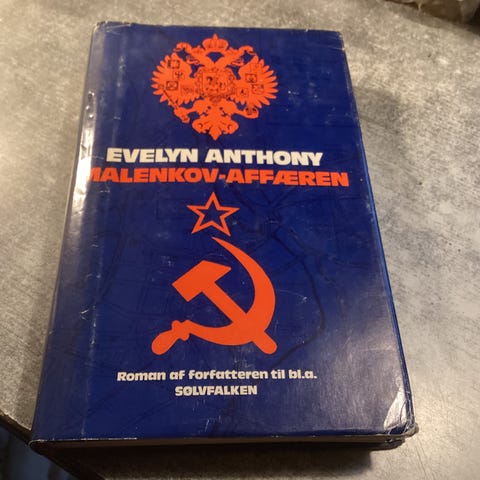 EVELYN ANTHONY
MALENKOV-AFFÆREN
Roman af forfatteren til bl.a.
SØLVFALKEN